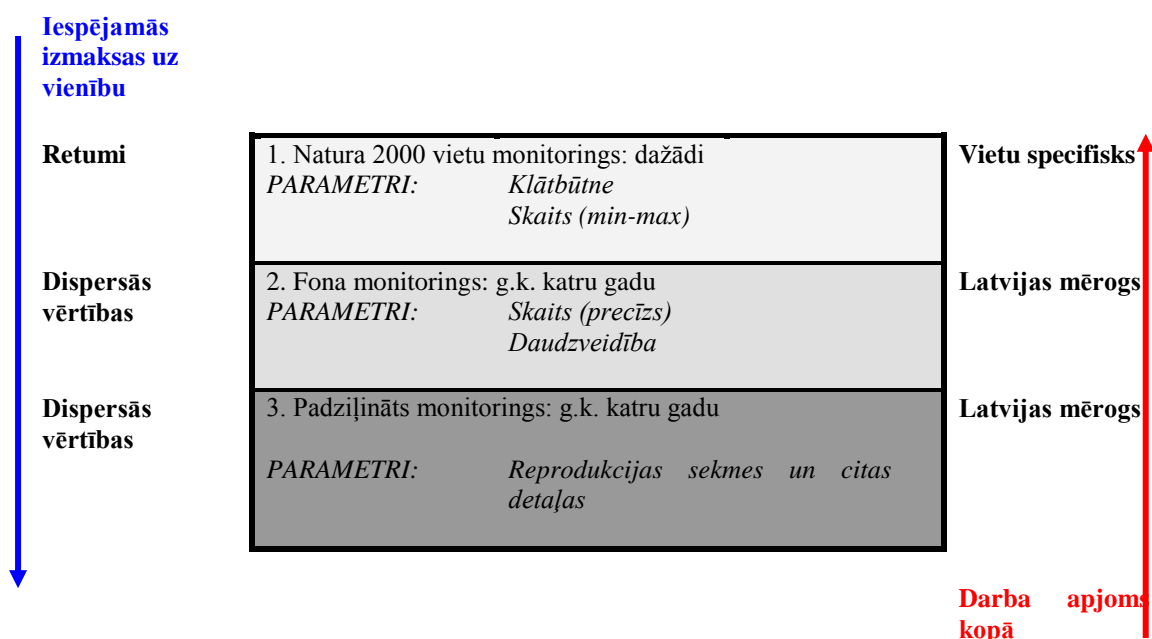 Iespējamās
izmaksas uz
vienību
Retumi
1. Natura 2000 vietu monitorings: dažādi
Vietu specifisks
PARAMETRI: Klātbūtne
Skaits (min-max)
Dispersās
vērtības
2. Fona monitorings: g.k. katru gadu
Latvijas mērogs
PARAMETRI: Skaits (precīzs)
Daudzveidība
Dispersās
vērtības
3. Padziļināts monitorings: g.k. katru gadu
Latvijas mērogs
PARAMETRI: Reprodukcijas sekmes un citas
detaļas
Darba apjoms
kopā